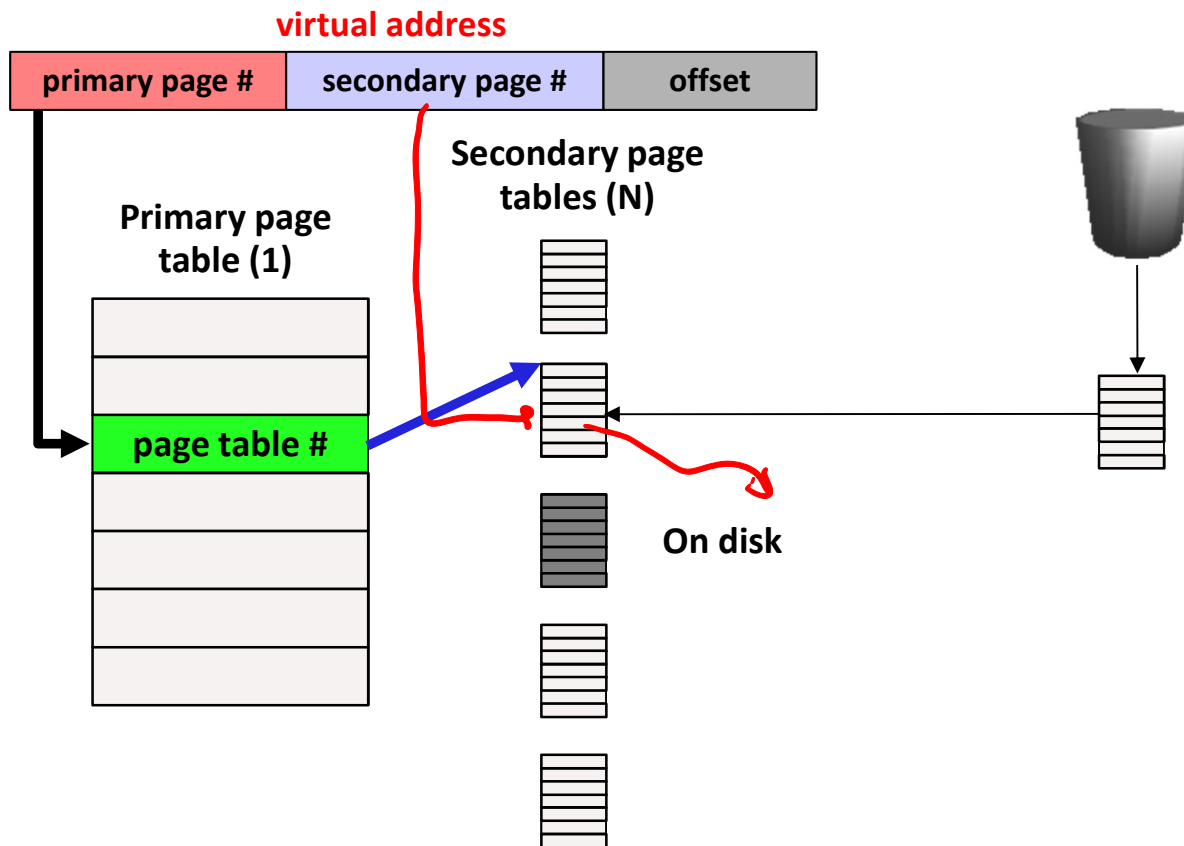 virtual address
primary page # secondary page # offset
Secondary page
tables (N)
Primary page
table (1)
page table #
On disk